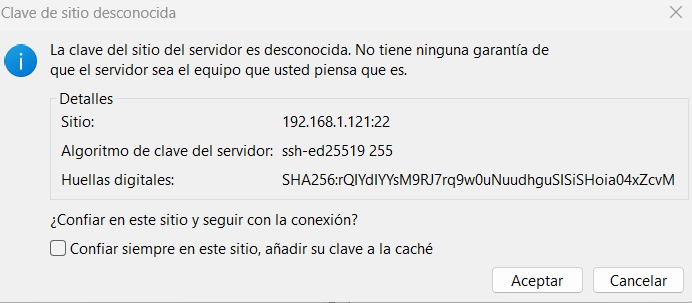 Clave de sitio desconocida
La clave del sitio del servidor es desconocida. No tiene ninguna garantía de
que el servidor sea el equipo que usted piensa que es.
Detalles
Sitio: 192.168.1.121:22
Algoritmo de clave del servidor: ssh-ed25519 255
Huellas digitales: SHA256:rQIYdIYYsM9RJ7rq9w0uNuudhguSISiSHoia04xZcvM
¿Confiar en este sitio y seguir con la conexión?
Confiar siempre en este sitio, añadir su clave a la caché
Aceptar Cancelar